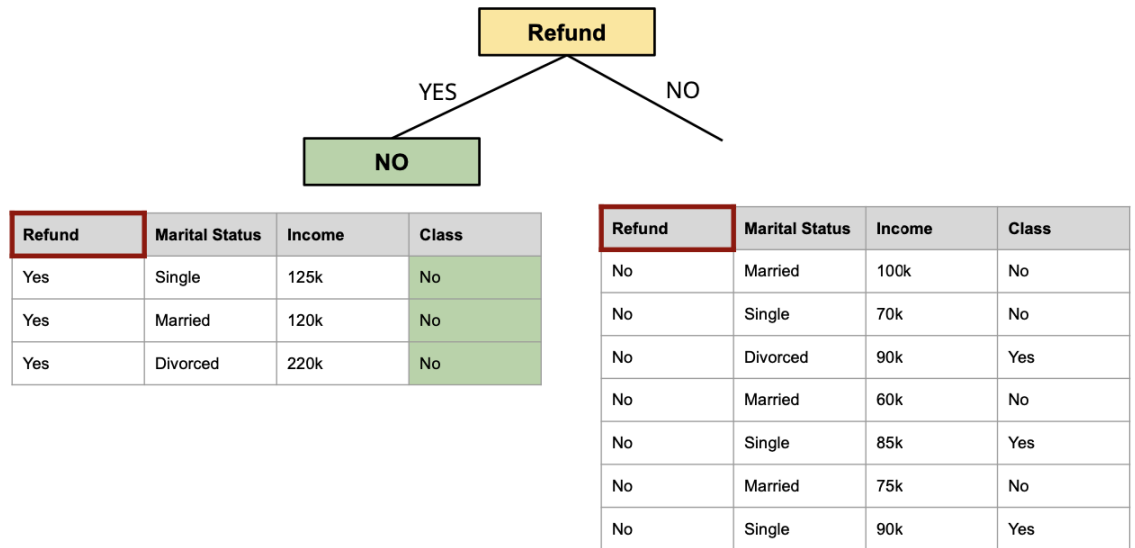 Refund
YES
NO
NO
Refund Marital Status Income Class
Yes Single 125k No
Yes Married 120k No
Yes Divorced 220k No
Refund Marital Status Income Class
No Married 100k No
No Single 70k No
No Divorced 90k Yes
No Married 60k No
No Single 85k Yes
No Married 75k No
No Single 90k Yes